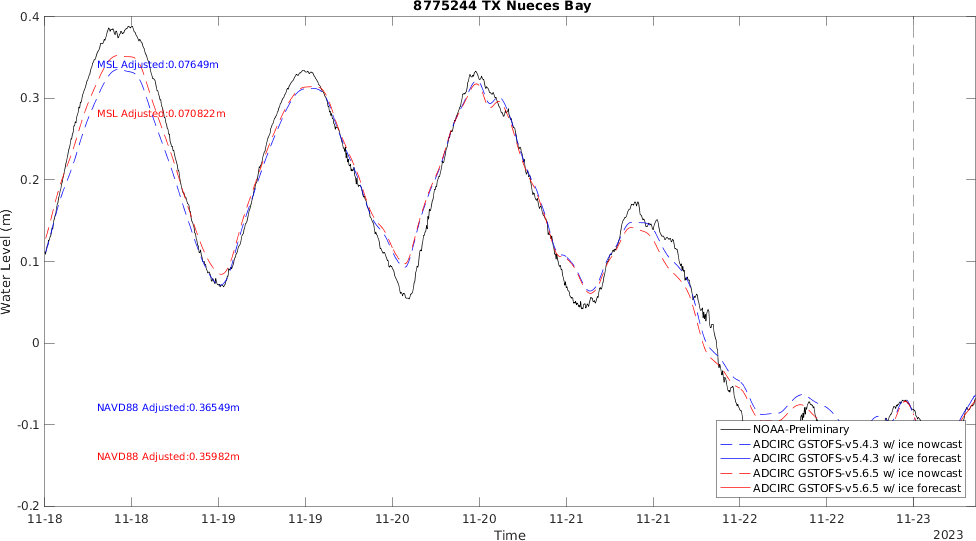 8775244 TX Nueces Bay
0.4
0.3
0.2
0.1
0
-0.1
-0.2
Water Level (m)
MSL Adjusted:0.07649m
MSL Adjusted:0.070822m
NAVD88 Adjusted:0.36549m
NAVD88 Adjusted:0.35982m
NOAA-Preliminary
ADCIRC GSTOFS-v5.4.3 w/ ice nowcast
ADCIRC GSTOFS-v5.4.3 w/ ice forecast
ADCIRC GSTOFS-v5.6.5 w/ ice nowcast
ADCIRC GSTOFS-v5.6.5 w/ ice forecast
11-18 11-18 11-19 11-19 11-20 11-20 11-21 11-21 11-22 11-22 11-23
Time
2023